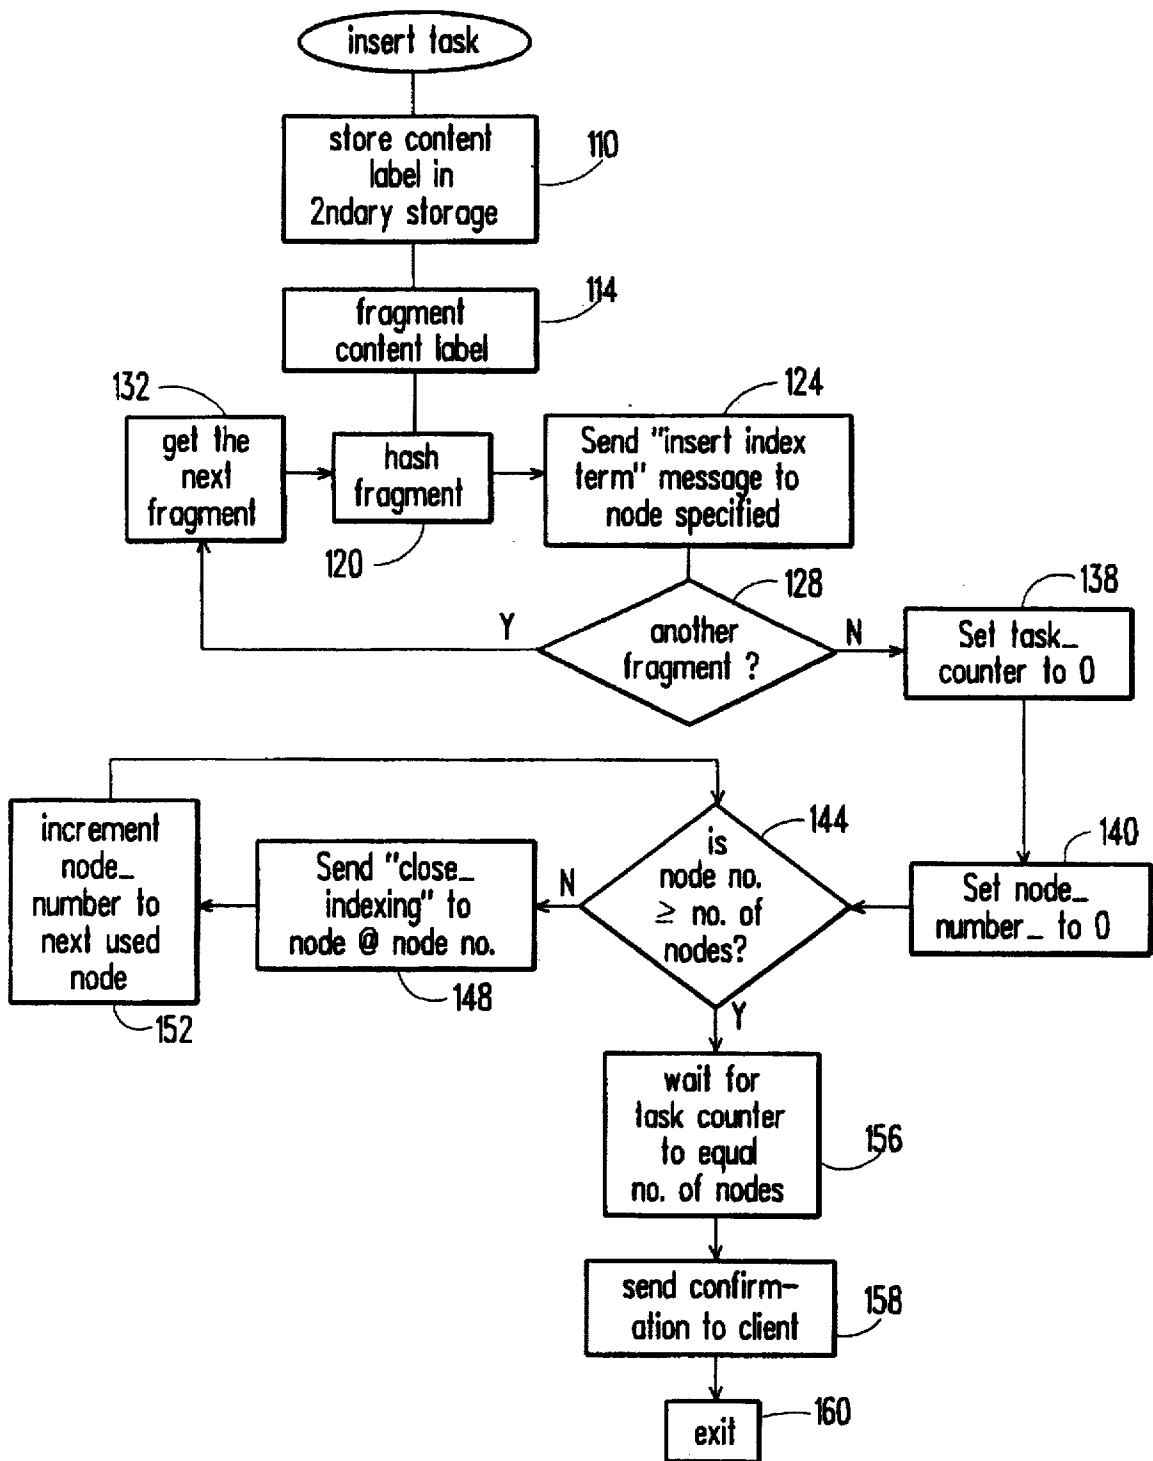 insert task
store content
label in
2ndary storage
110
fragment
content label
114
132
get the
next
fragment
hash
fragment
120
124
Send "insert index
term" message to
node specified
128
another
fragment ?
Y
N
138
Set task_
counter to 0
140
Set node_
number_ to 0
144
is
node no.
≥ no. of
nodes?
N
Y
Send "close_
indexing" to
node @ node no.
148
increment
node_
number to
next used
node
152
wait for
task counter
to equal
no. of nodes
156
send confirm-
ation to client
158
exit
160